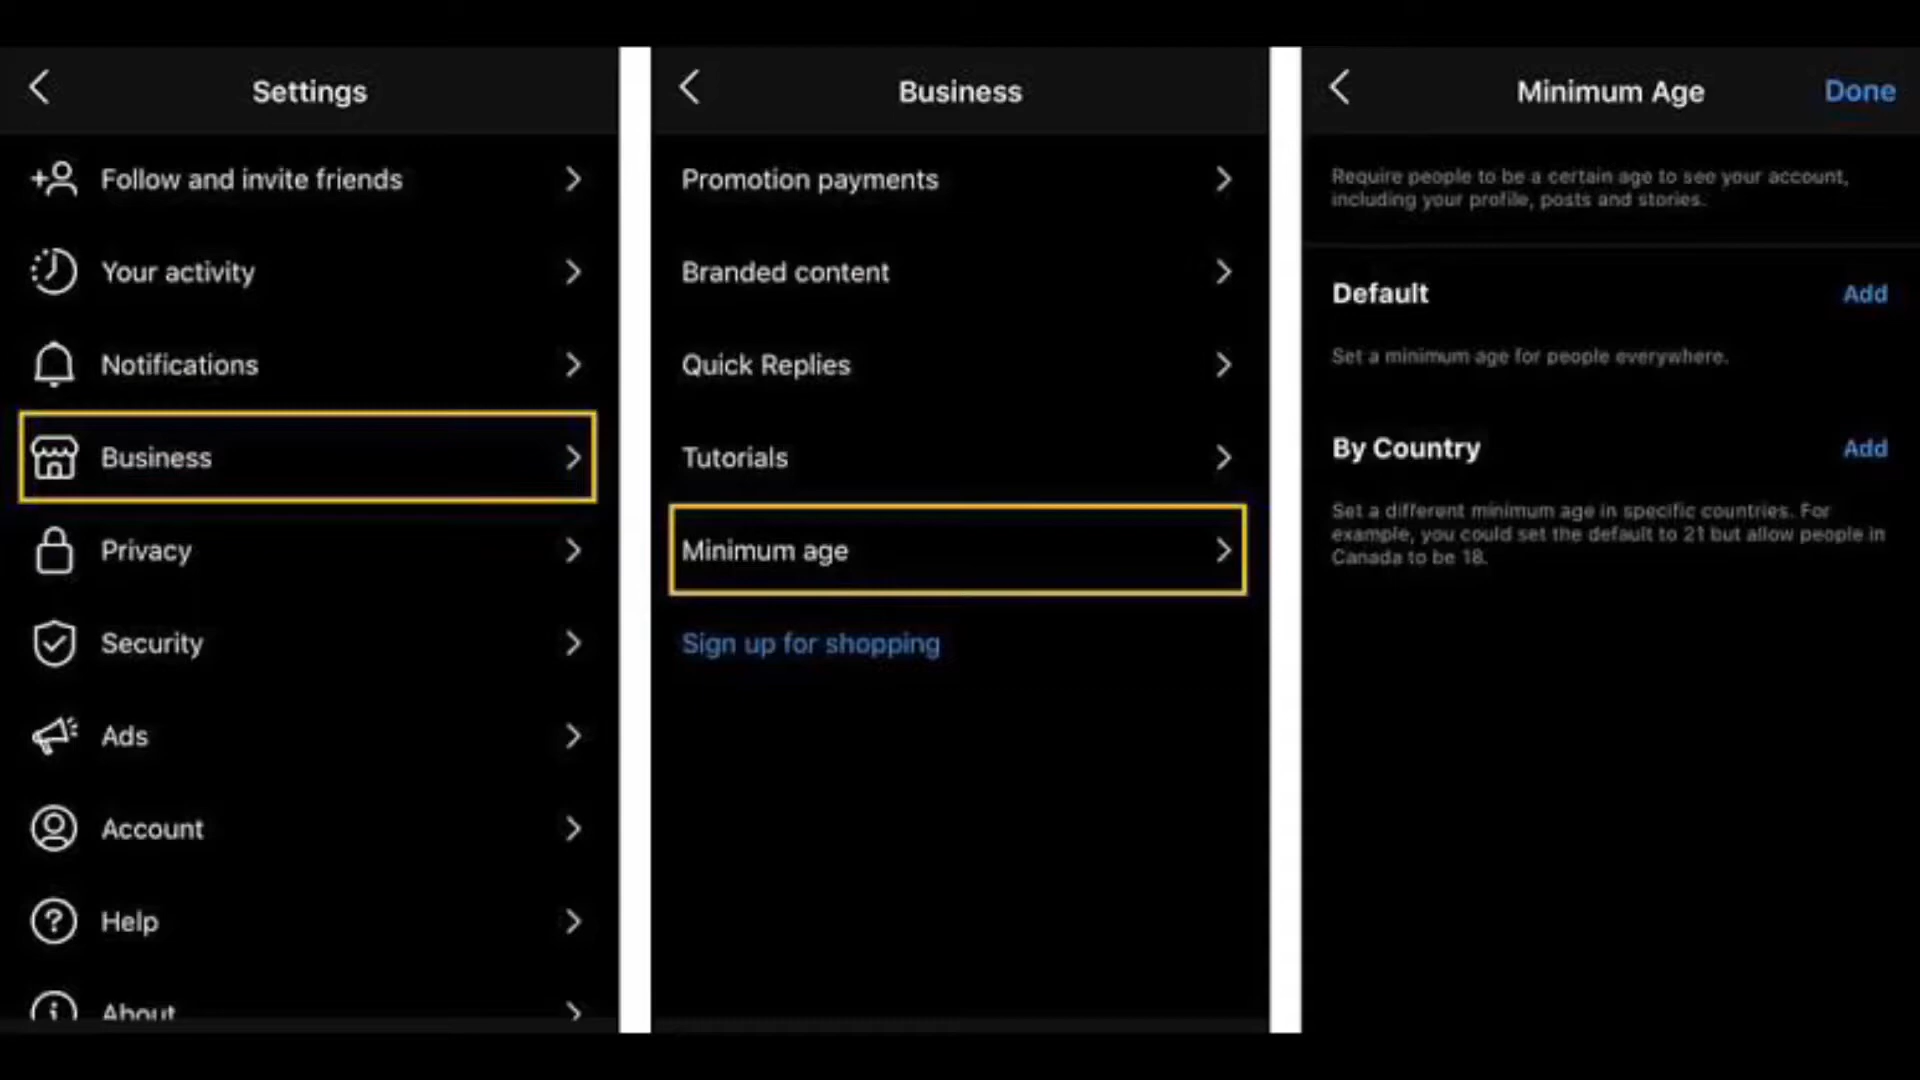 Settings
Follow and invite friends
Your activity
Notifications
Business
Privacy
Security
Ads
Account
Help
About
Business
Promotion payments
Branded content
Quick Replies
Tutorials
Minimum age
Sign up for shopping
Minimum Age
Done
Require people to be a certain age to see your account,
including your profile, posts and stories.
Default
Add
Set a minimum age for people everywhere.
By Country
Add
Set a different minimum age in specific countries. For
example, you could set the default to 21 but allow people in
Canada to be 18.